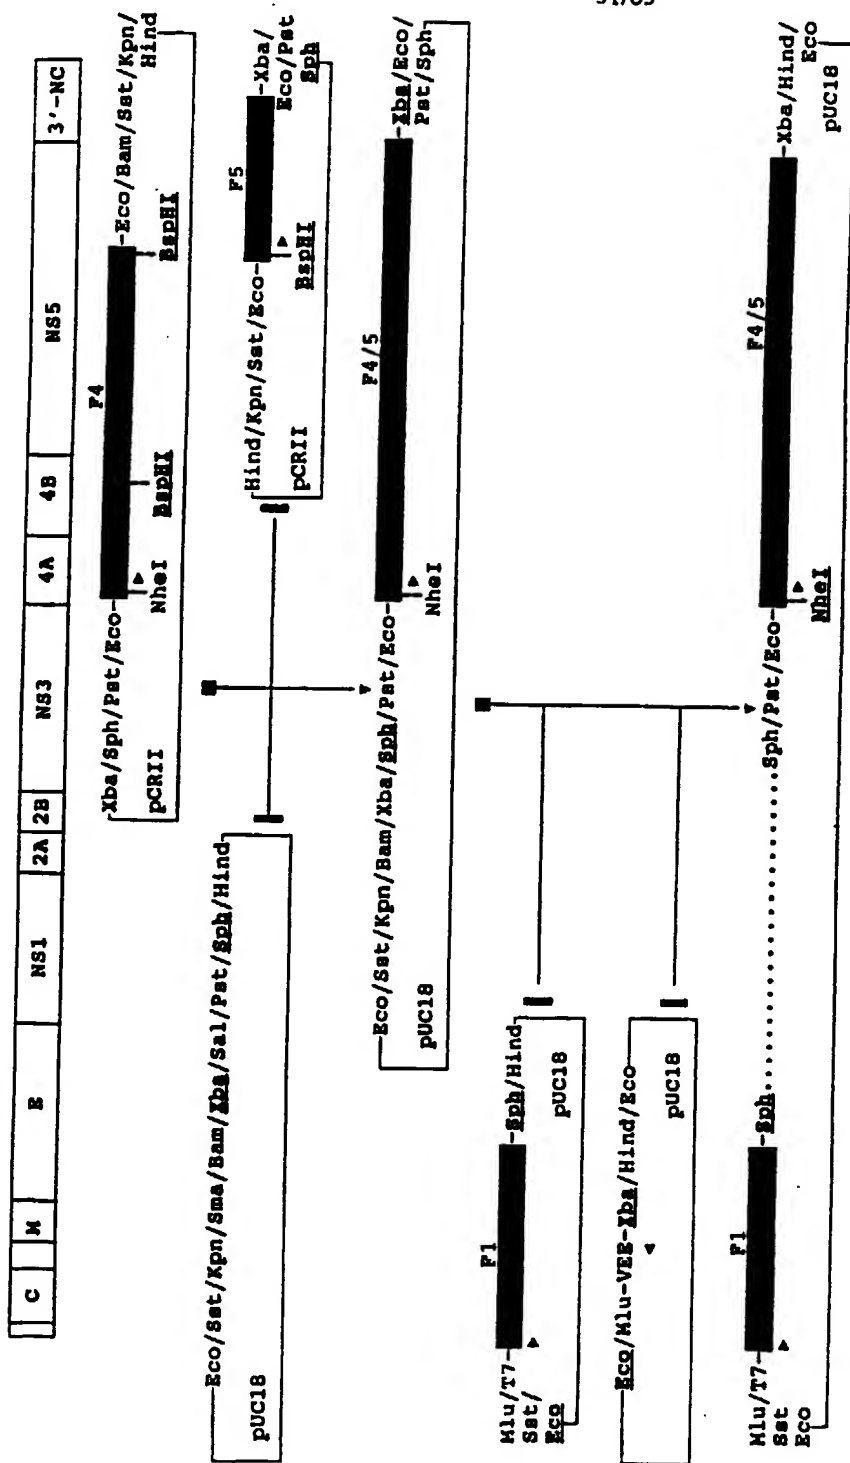 C M E NS1 2A 2B NS3 4A 4B NS5 3'-NC
F4
Xba/Sph/Pst/Eco
Eco/Bam/Sst/Kpn/
Hind
NheI
BspHI
BspHI
pCRII
Eco/Sst/Kpn/Sma/Bam/Xba/Sal/Pst/Sph/Hind
pUC18
F5
Hind/Kpn/Sst/Eco
Xba/
Eco/Pst
Sph
BspHI
pCRII
F4/5
Eco/Sst/Kpn/Bam/Xba/Sph/Pst/Eco
Xba/Eco/
Pst/Sph
NheI
pUC18
F1
Mlu/T7
Sst/
Eco
Sph/Hind
pUC18
Eco/Mlu-VEE-Xba/Hind/Eco
pUC18
F1
F4/5
Mlu/T7
Sst
Eco
Sph
Sph/Pst/Eco
Xba/Hind/
Eco
NheI
pUC18